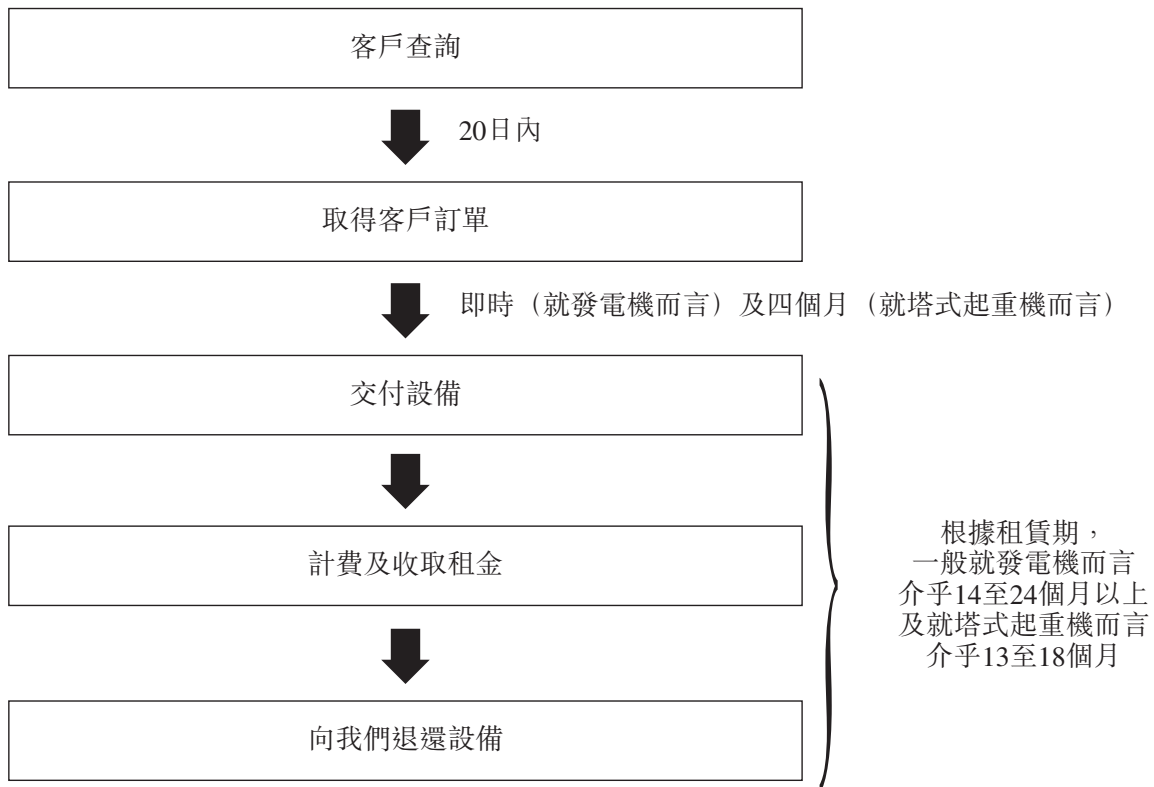 客戶查詢
20日內
取得客戶訂單
即時（就發電機而言）及四個月（就塔式起重機而言）
交付設備
計費及收取租金
根據租賃期，
一般就發電機而言
介乎14至24個月以上
及就塔式起重機而言
介乎13至18個月
向我們退還設備